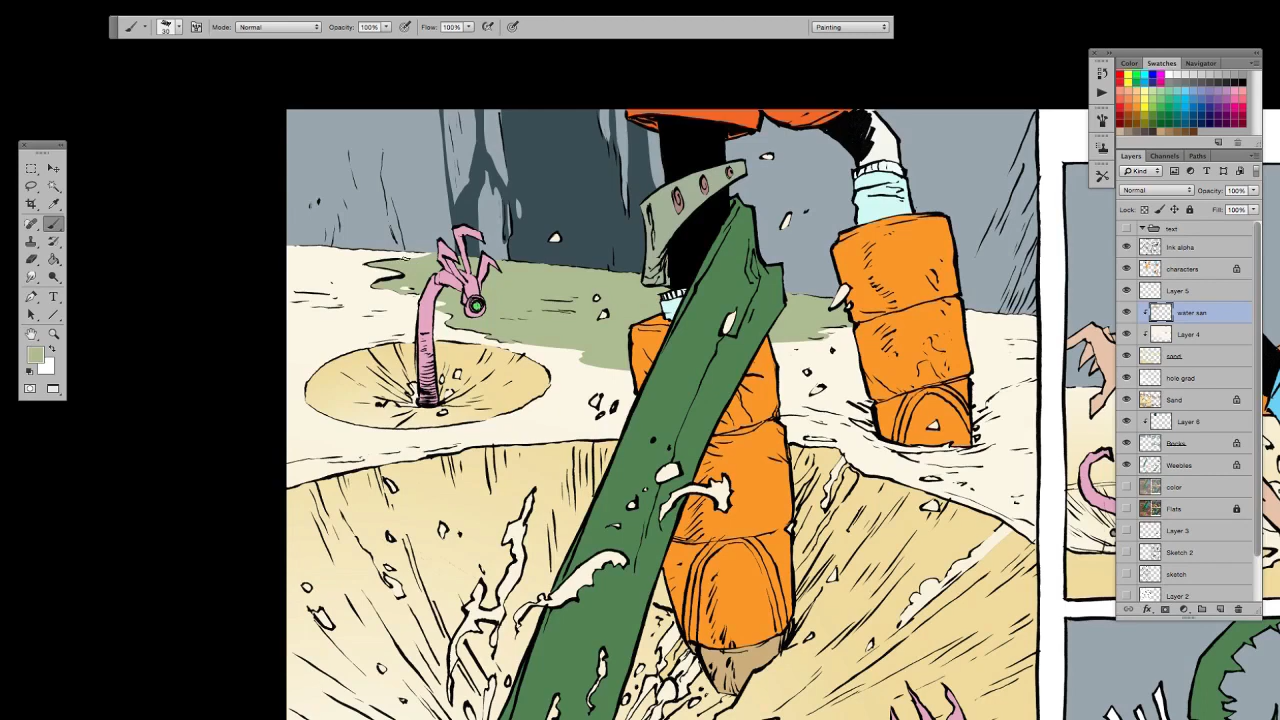 30
Mode: Normal
Opacity: 100%
Flow: 100%
Painting
Color Swatches Navigator
Layers Channels Paths
Kind
Normal
Opacity: 100%
Lock:
Fill: 100%
text
Ink alpha
characters
Layer 5
water san
Layer 4
hole grad
Sand
Layer 6
Rocks
Weebles
color
Flats
Layer 3
Sketch 2
sketch
Layer 2